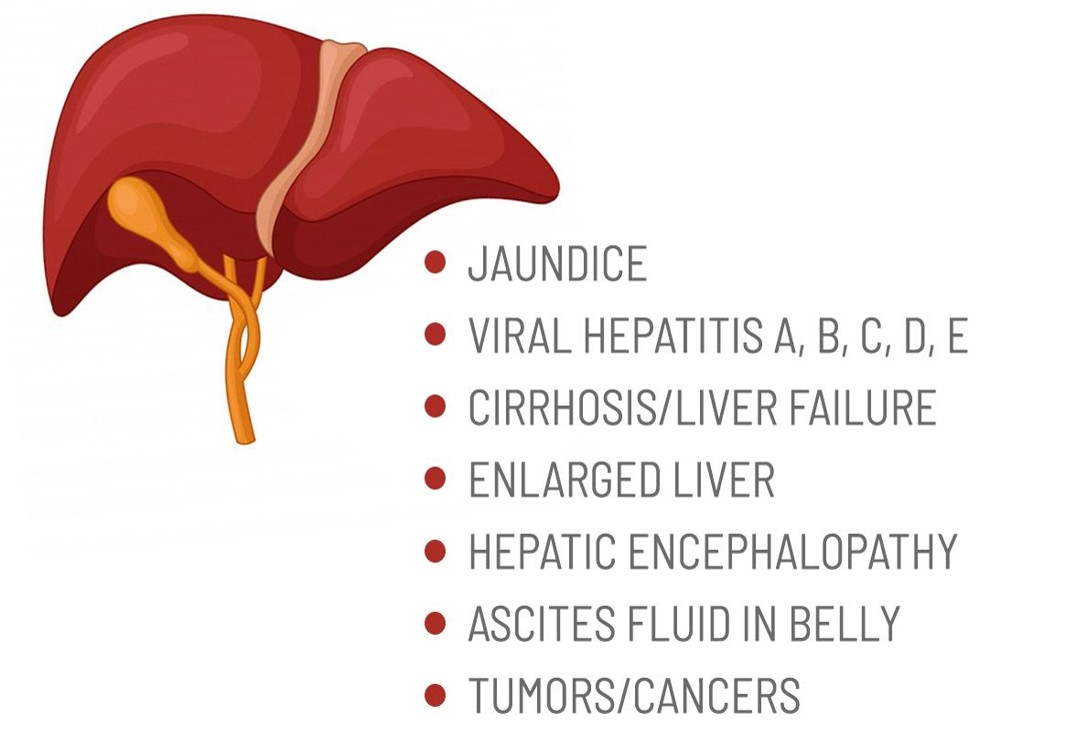 JAUNDICE
VIRAL HEPATITIS A, B, C, D, E
CIRRHOSIS/LIVER FAILURE
ENLARGED LIVER
HEPATIC ENCEPHALOPATHY
ASCITES FLUID IN BELLY
TUMORS/CANCERS